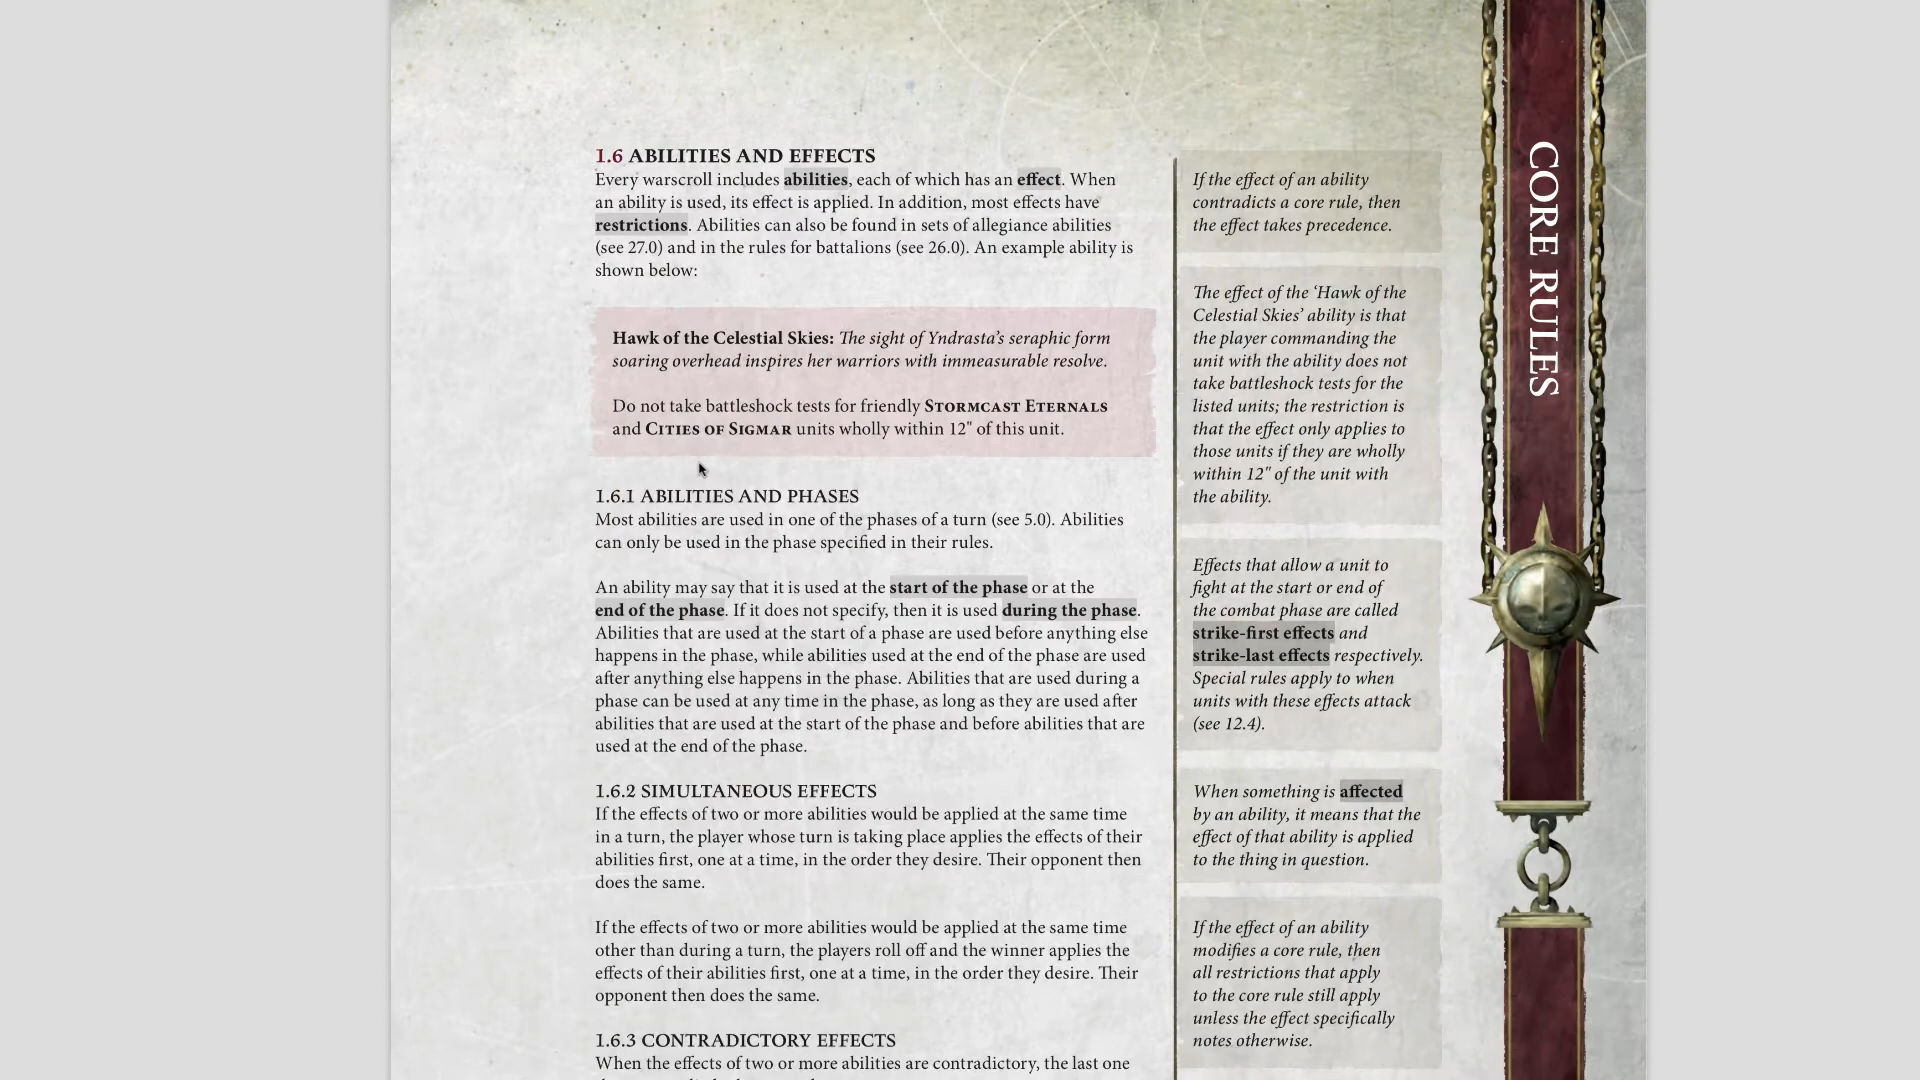 1.6 ABILITIES AND EFFECTS
Every warscroll includes abilities, each of which has an effect. When
an ability is used, its effect is applied. In addition, most effects have
restrictions. Abilities can also be found in sets of allegiance abilities
(see 27.0) and in the rules for battalions (see 26.0). An example ability is
shown below:
Hawk of the Celestial Skies: The sight of Yndrasta's seraphic form
soaring overhead inspires her warriors with immeasurable resolve.
Do not take battleshock tests for friendly STORMCAST ETERNALS
and CITIES OF SIGMAR units wholly within 12" of this unit.
1.6.1 ABILITIES AND PHASES
Most abilities are used in one of the phases of a turn (see 5.0). Abilities
can only be used in the phase specified in their rules.
An ability may say that it is used at the start of the phase or at the
end of the phase. If it does not specify, then it is used during the phase.
Abilities that are used at the start of a phase are used before anything else
happens in the phase, while abilities used at the end of the phase are used
after anything else happens in the phase. Abilities that are used during a
phase can be used at any time in the phase, as long as they are used after
abilities that are used at the start of the phase and before abilities that are
used at the end of the phase.
1.6.2 SIMULTANEOUS EFFECTS
If the effects of two or more abilities would be applied at the same time
in a turn, the player whose turn is taking place applies the effects of their
abilities first, one at a time, in the order they desire. Their opponent then
does the same.
If the effects of two or more abilities would be applied at the same time
other than during a turn, the players roll off and the winner applies the
effects of their abilities first, one at a time, in the order they desire. Their
opponent then does the same.
1.6.3 CONTRADICTORY EFFECTS
When the effects of two or more abilities are contradictory, the last one
If the effect of an ability
contradicts a core rule, then
the effect takes precedence.
The effect of the 'Hawk of the
Celestial Skies' ability is that
the player commanding the
unit with the ability does not
take battleshock tests for the
listed units; the restriction is
that the effect only applies to
those units if they are wholly
within 12" of the unit with
the ability.
Effects that allow a unit to
fight at the start or end of
the combat phase are called
strike-first effects and
strike-last effects respectively.
Special rules apply to when
units with these effects attack
(see 12.4).
When something is affected
by an ability, it means that the
effect of that ability is applied
to the thing in question.
If the effect of an ability
modifies a core rule, then
all restrictions that apply
to the core rule still apply
unless the effect specifically
notes otherwise.
CORE RULES